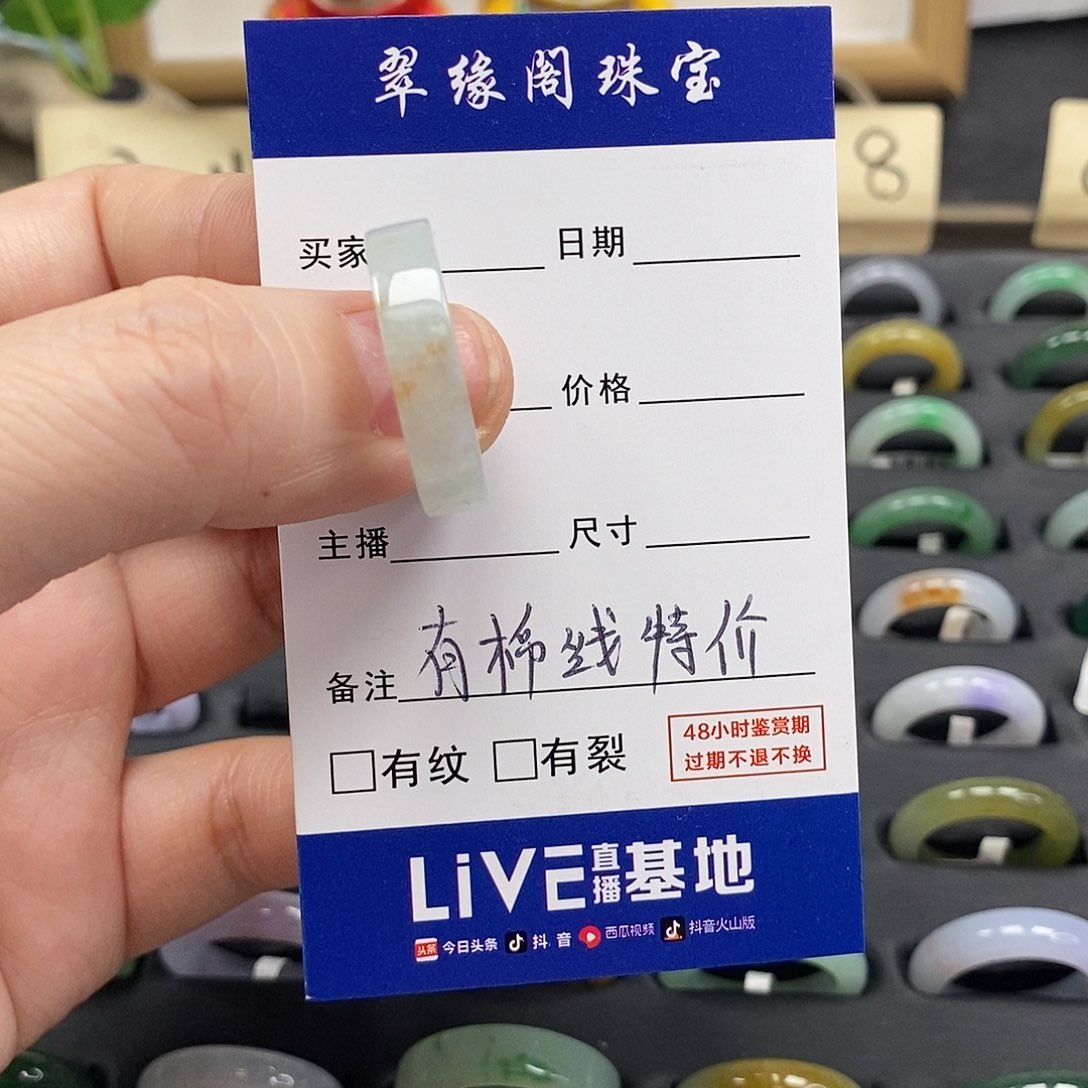 翠缘阁珠宝
买家 日期
价格
主播 尺寸
备注 有棉线特价
有纹 有裂
48小时鉴赏期
过期不退不换
LiVE直播基地
头条 今日头条 抖音 西瓜视频 抖音火山版
8